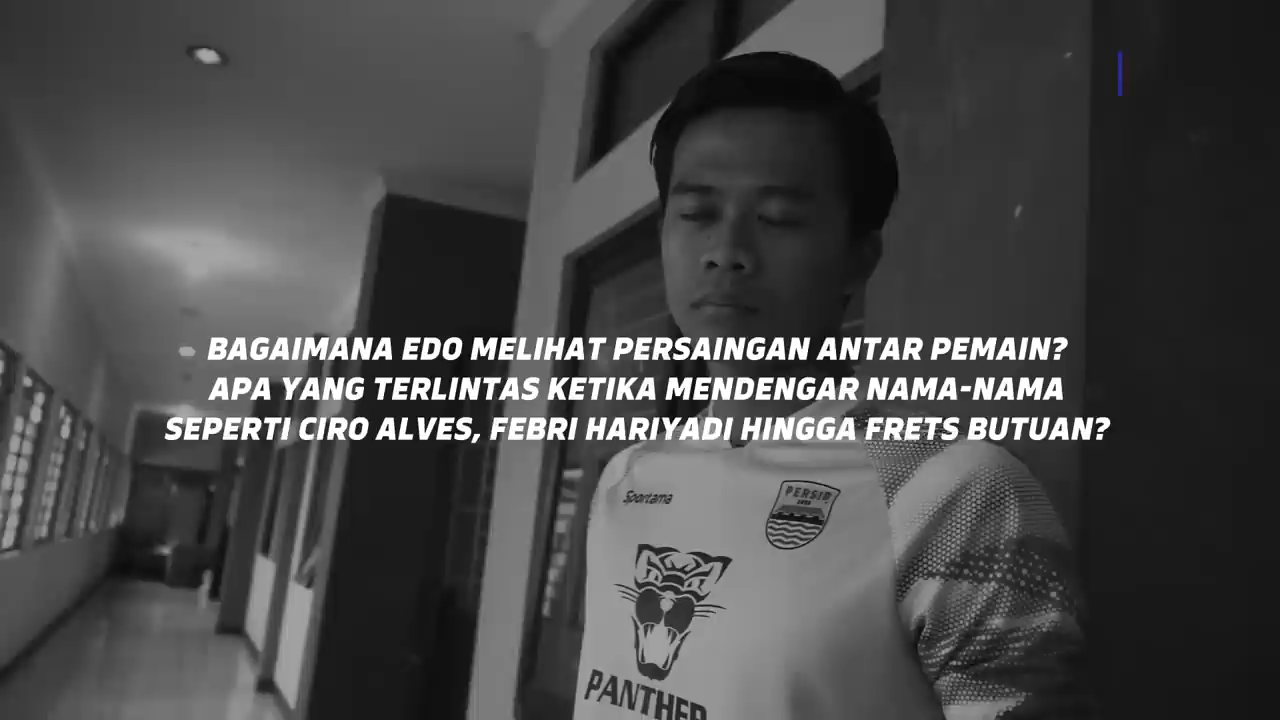 BAGAIMANA EDO MELIHAT PERSAINGAN ANTAR PEMAIN?
APA YANG TERLINTAS KETIKA MENDENGAR NAMA-NAMA
SEPERTI CIRO ALVES, FEBRI HARIYADI HINGGA FRETS BUTUAN?
Sportama
PERSIB
PANTHER